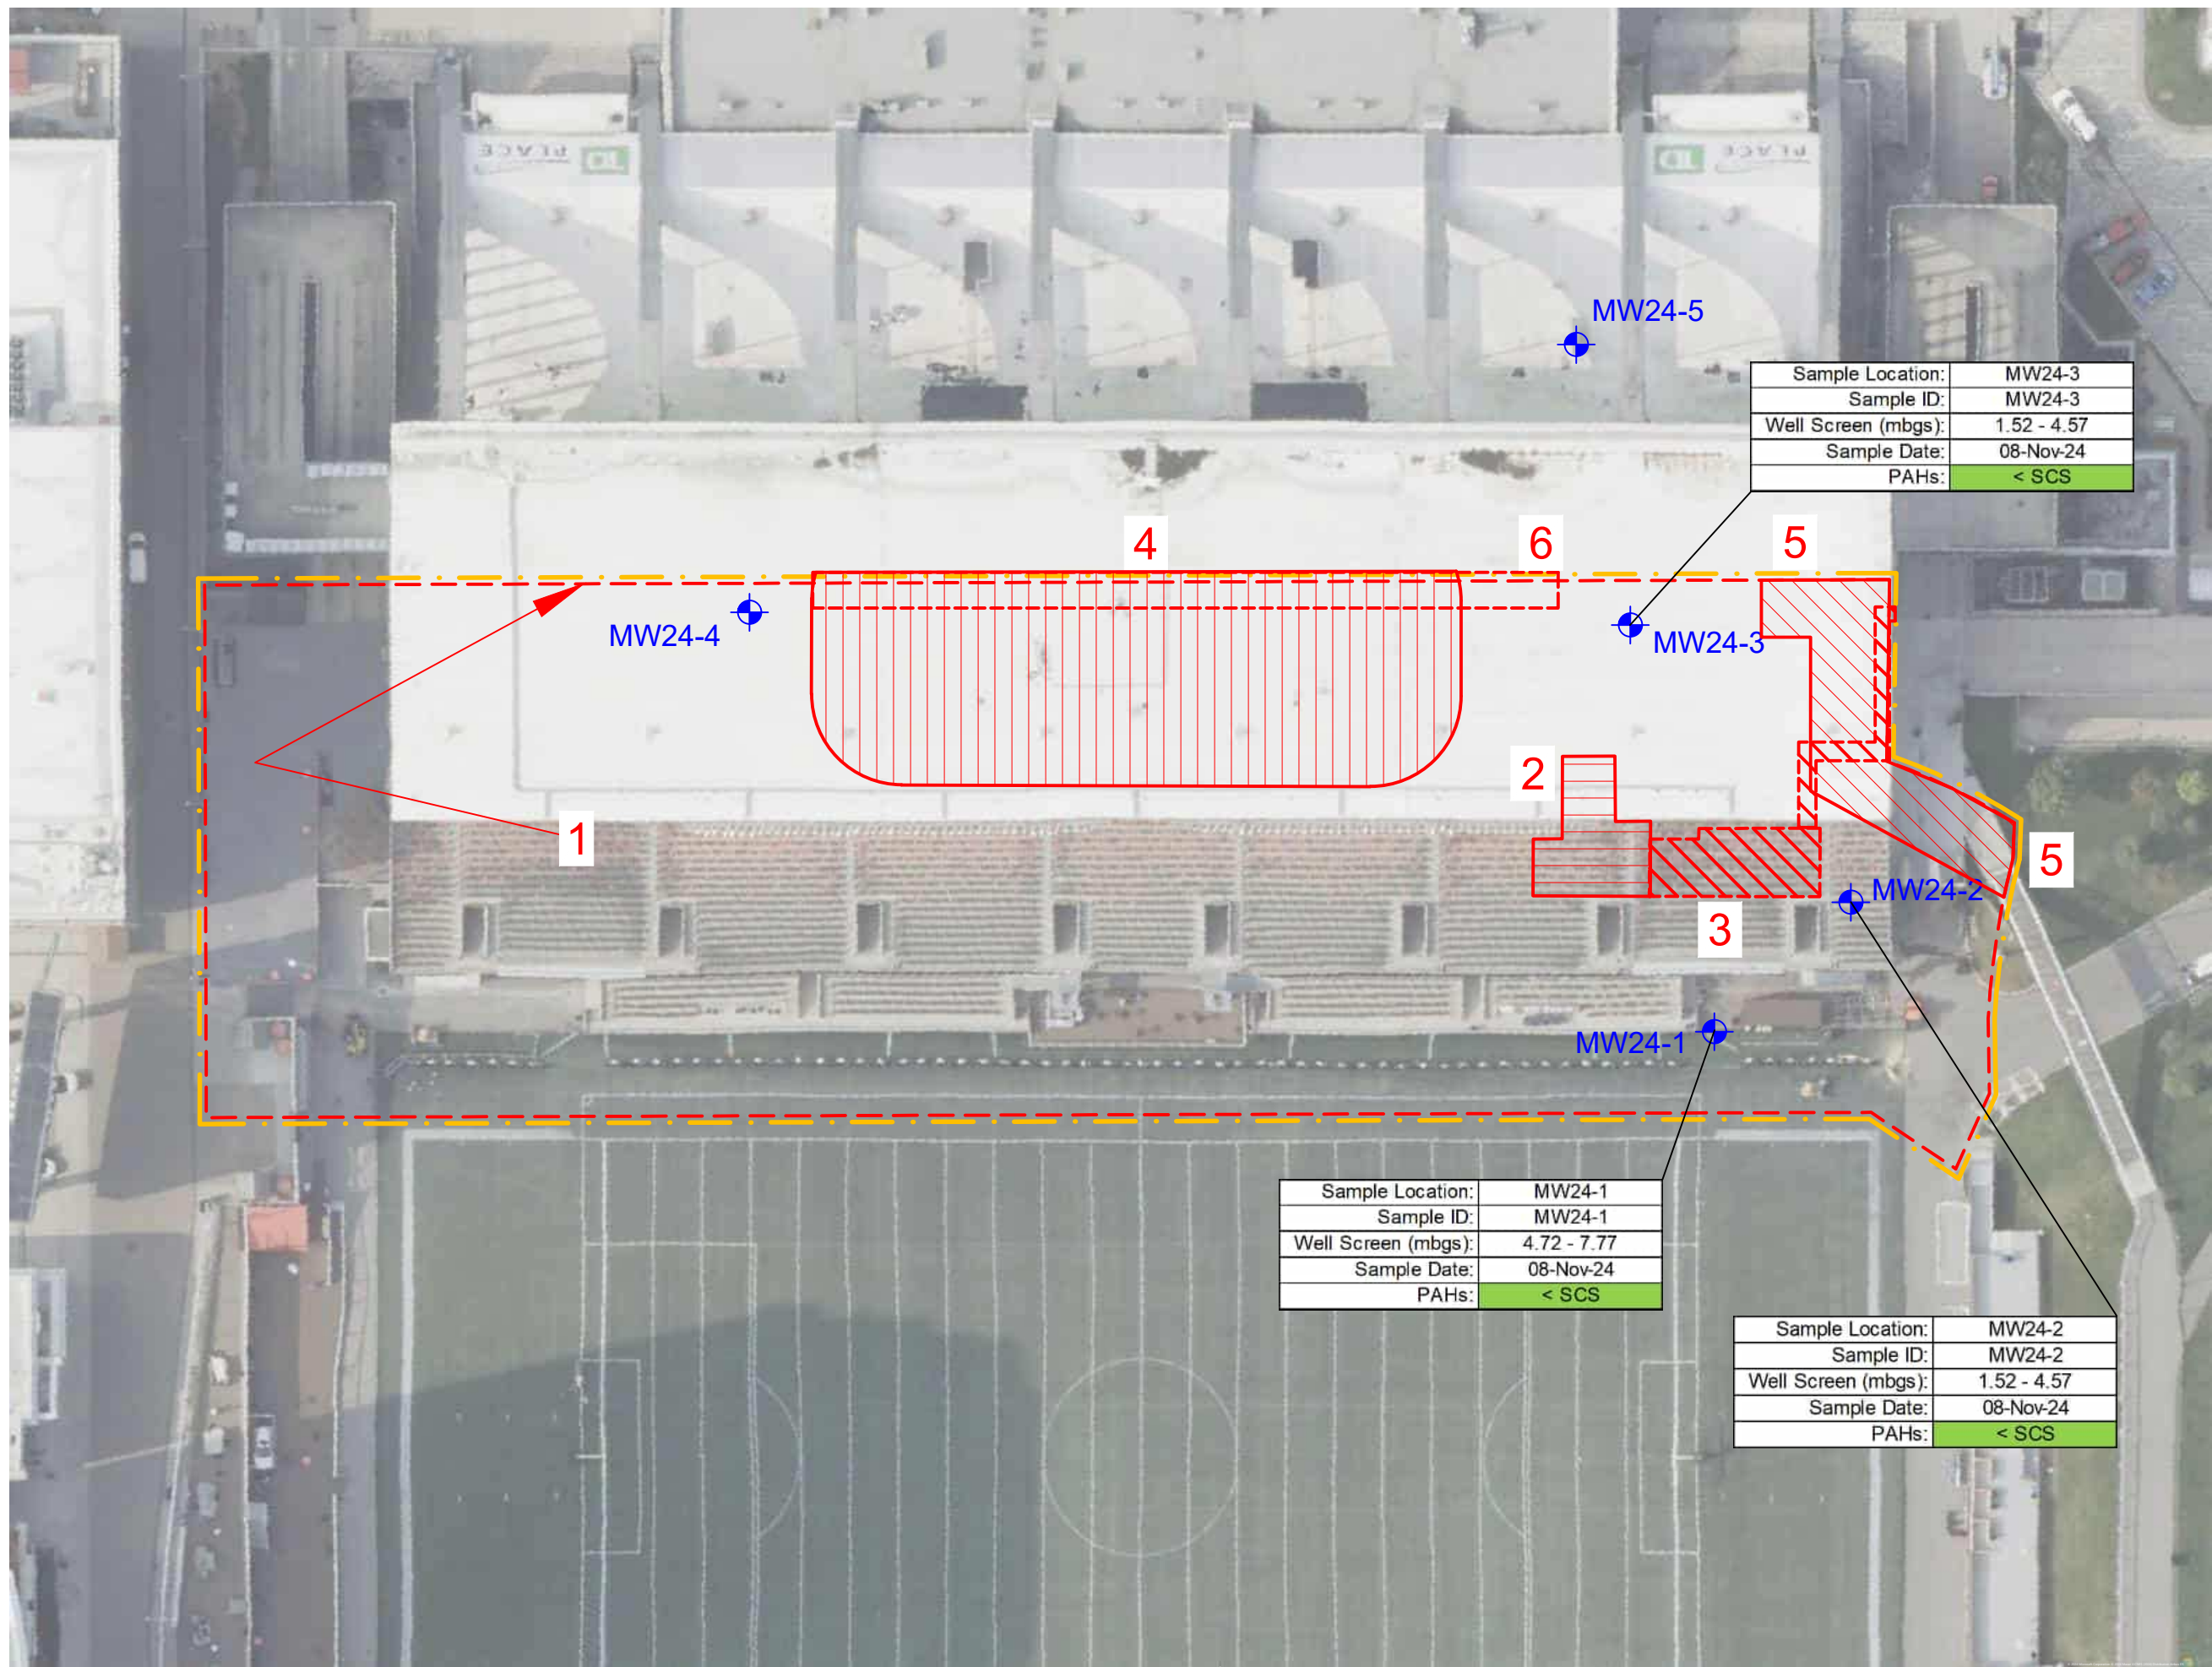 PLACE TD
TD PLACE
MW24-5
Sample Location: MW24-3
Sample ID: MW24-3
Well Screen (mbgs): 1.52 - 4.57
Sample Date: 08-Nov-24
PAHs: < SCS
4
6
5
MW24-4
MW24-3
2
1
5
MW24-2
3
MW24-1
Sample Location: MW24-1
Sample ID: MW24-1
Well Screen (mbgs): 4.72 - 7.77
Sample Date: 08-Nov-24
PAHs: < SCS
Sample Location: MW24-2
Sample ID: MW24-2
Well Screen (mbgs): 1.52 - 4.57
Sample Date: 08-Nov-24
PAHs: < SCS